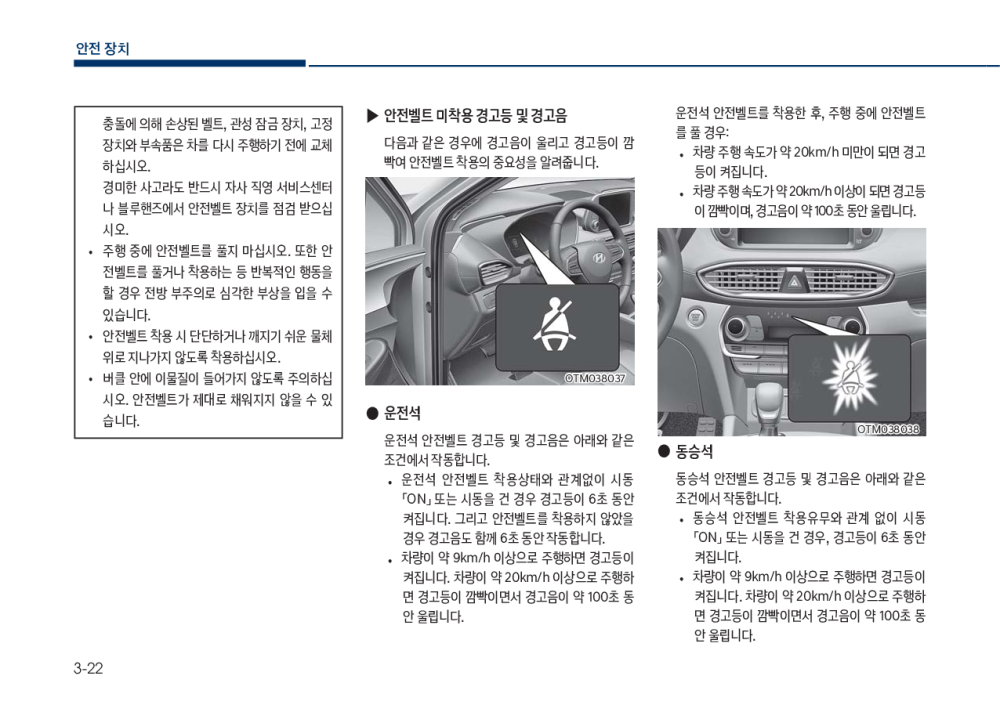 안전 장치
충돌에 의해 손상된 벨트, 관성 잠금 장치, 고정
장치와 부속품은 차를 다시 주행하기 전에 교체
하십시오.
경미한 사고라도 반드시 자사 직영 서비스센터
나 블루핸즈에서 안전벨트 장치를 점검 받으십
시오.
• 주행 중에 안전벨트를 풀지 마십시오. 또한 안
전벨트를 풀거나 착용하는 등 반복적인 행동을
할 경우 전방 부주의로 심각한 부상을 입을 수
있습니다.
• 안전벨트 착용 시 단단하거나 깨지기 쉬운 물체
위로 지나가지 않도록 착용하십시오.
• 버클 안에 이물질이 들어가지 않도록 주의하십
시오. 안전벨트가 제대로 채워지지 않을 수 있
습니다.
▶ 안전벨트 미착용 경고등 및 경고음
다음과 같은 경우에 경고음이 울리고 경고등이 깜
빡여 안전벨트 착용의 중요성을 알려줍니다.
OTM038037
● 운전석
운전석 안전벨트 경고등 및 경고음은 아래와 같은
조건에서 작동합니다.
• 운전석 안전벨트 착용상태와 관계없이 시동
「ON」 또는 시동을 건 경우 경고등이 6초 동안
켜집니다. 그리고 안전벨트를 착용하지 않았을
경우 경고음도 함께 6초 동안 작동합니다.
• 차량이 약 9km/h 이상으로 주행하면 경고등이
켜집니다. 차량이 약 20km/h 이상으로 주행하
면 경고등이 깜빡이면서 경고음이 약 100초 동
안 울립니다.
운전석 안전벨트를 착용한 후, 주행 중에 안전벨트
를 풀 경우:
• 차량 주행 속도가 약 20km/h 미만이 되면 경고
등이 켜집니다.
• 차량 주행 속도가 약 20km/h 이상이 되면 경고등
이 깜빡이며, 경고음이 약 100초 동안 울립니다.
OTM038038
● 동승석
동승석 안전벨트 경고등 및 경고음은 아래와 같은
조건에서 작동합니다.
• 동승석 안전벨트 착용유무와 관계 없이 시동
「ON」 또는 시동을 건 경우, 경고등이 6초 동안
켜집니다.
• 차량이 약 9km/h 이상으로 주행하면 경고등이
켜집니다. 차량이 약 20km/h 이상으로 주행하
면 경고등이 깜빡이면서 경고음이 약 100초 동
안 울립니다.
3-22